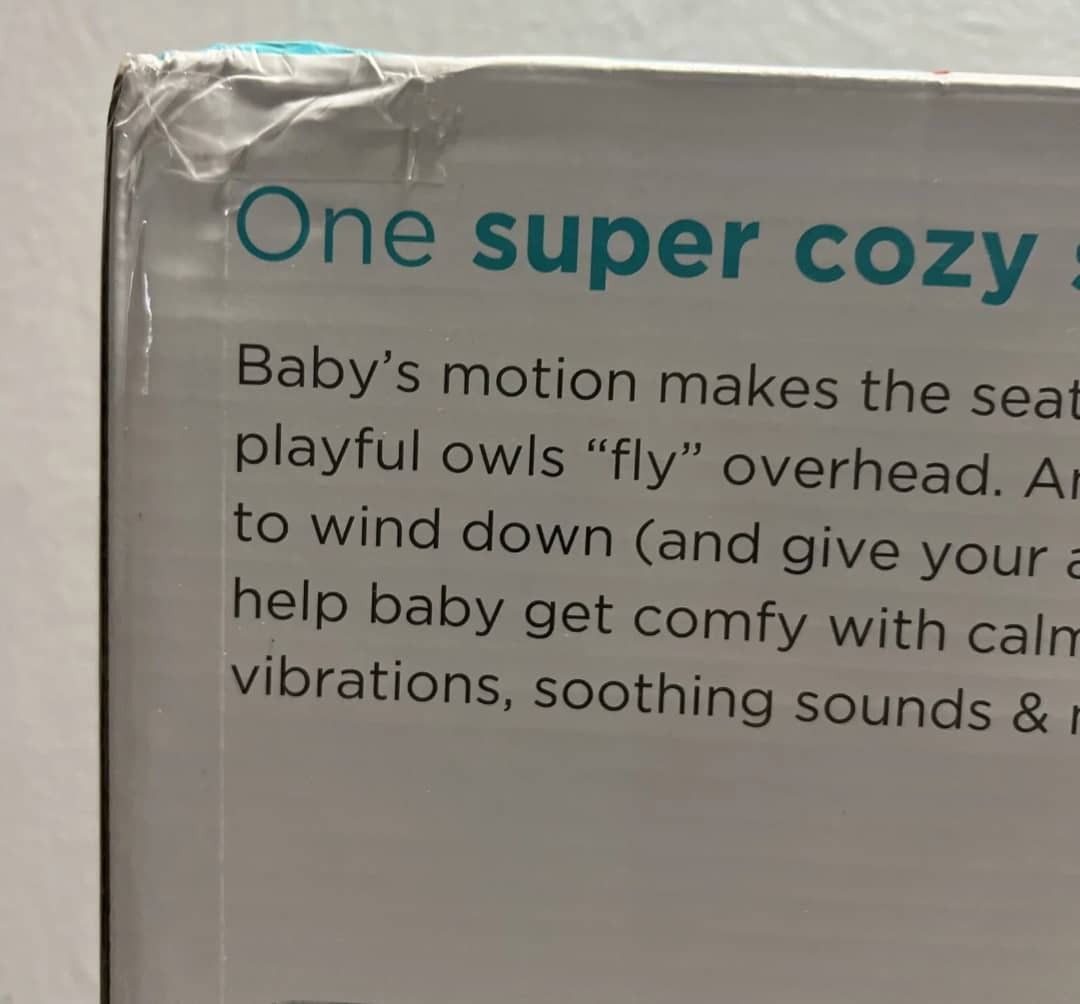 One super cozy
Baby’s motion makes the seat
playful owls “fly” overhead.
to wind down (and give your
help baby get comfy with
vibrations, soothing sounds &